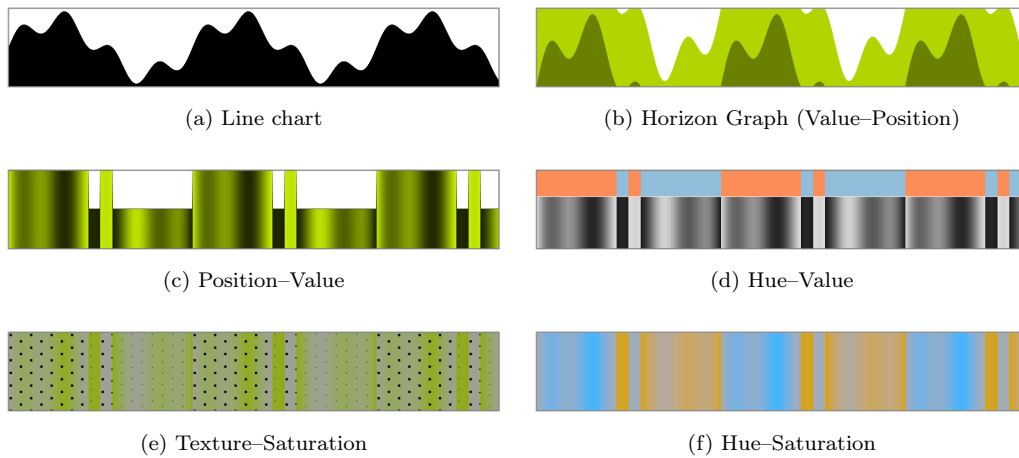 (a) Line chart
(b) Horizon Graph (Value–Position)
(c) Position–Value
(d) Hue–Value
(e) Texture–Saturation
(f) Hue–Saturation